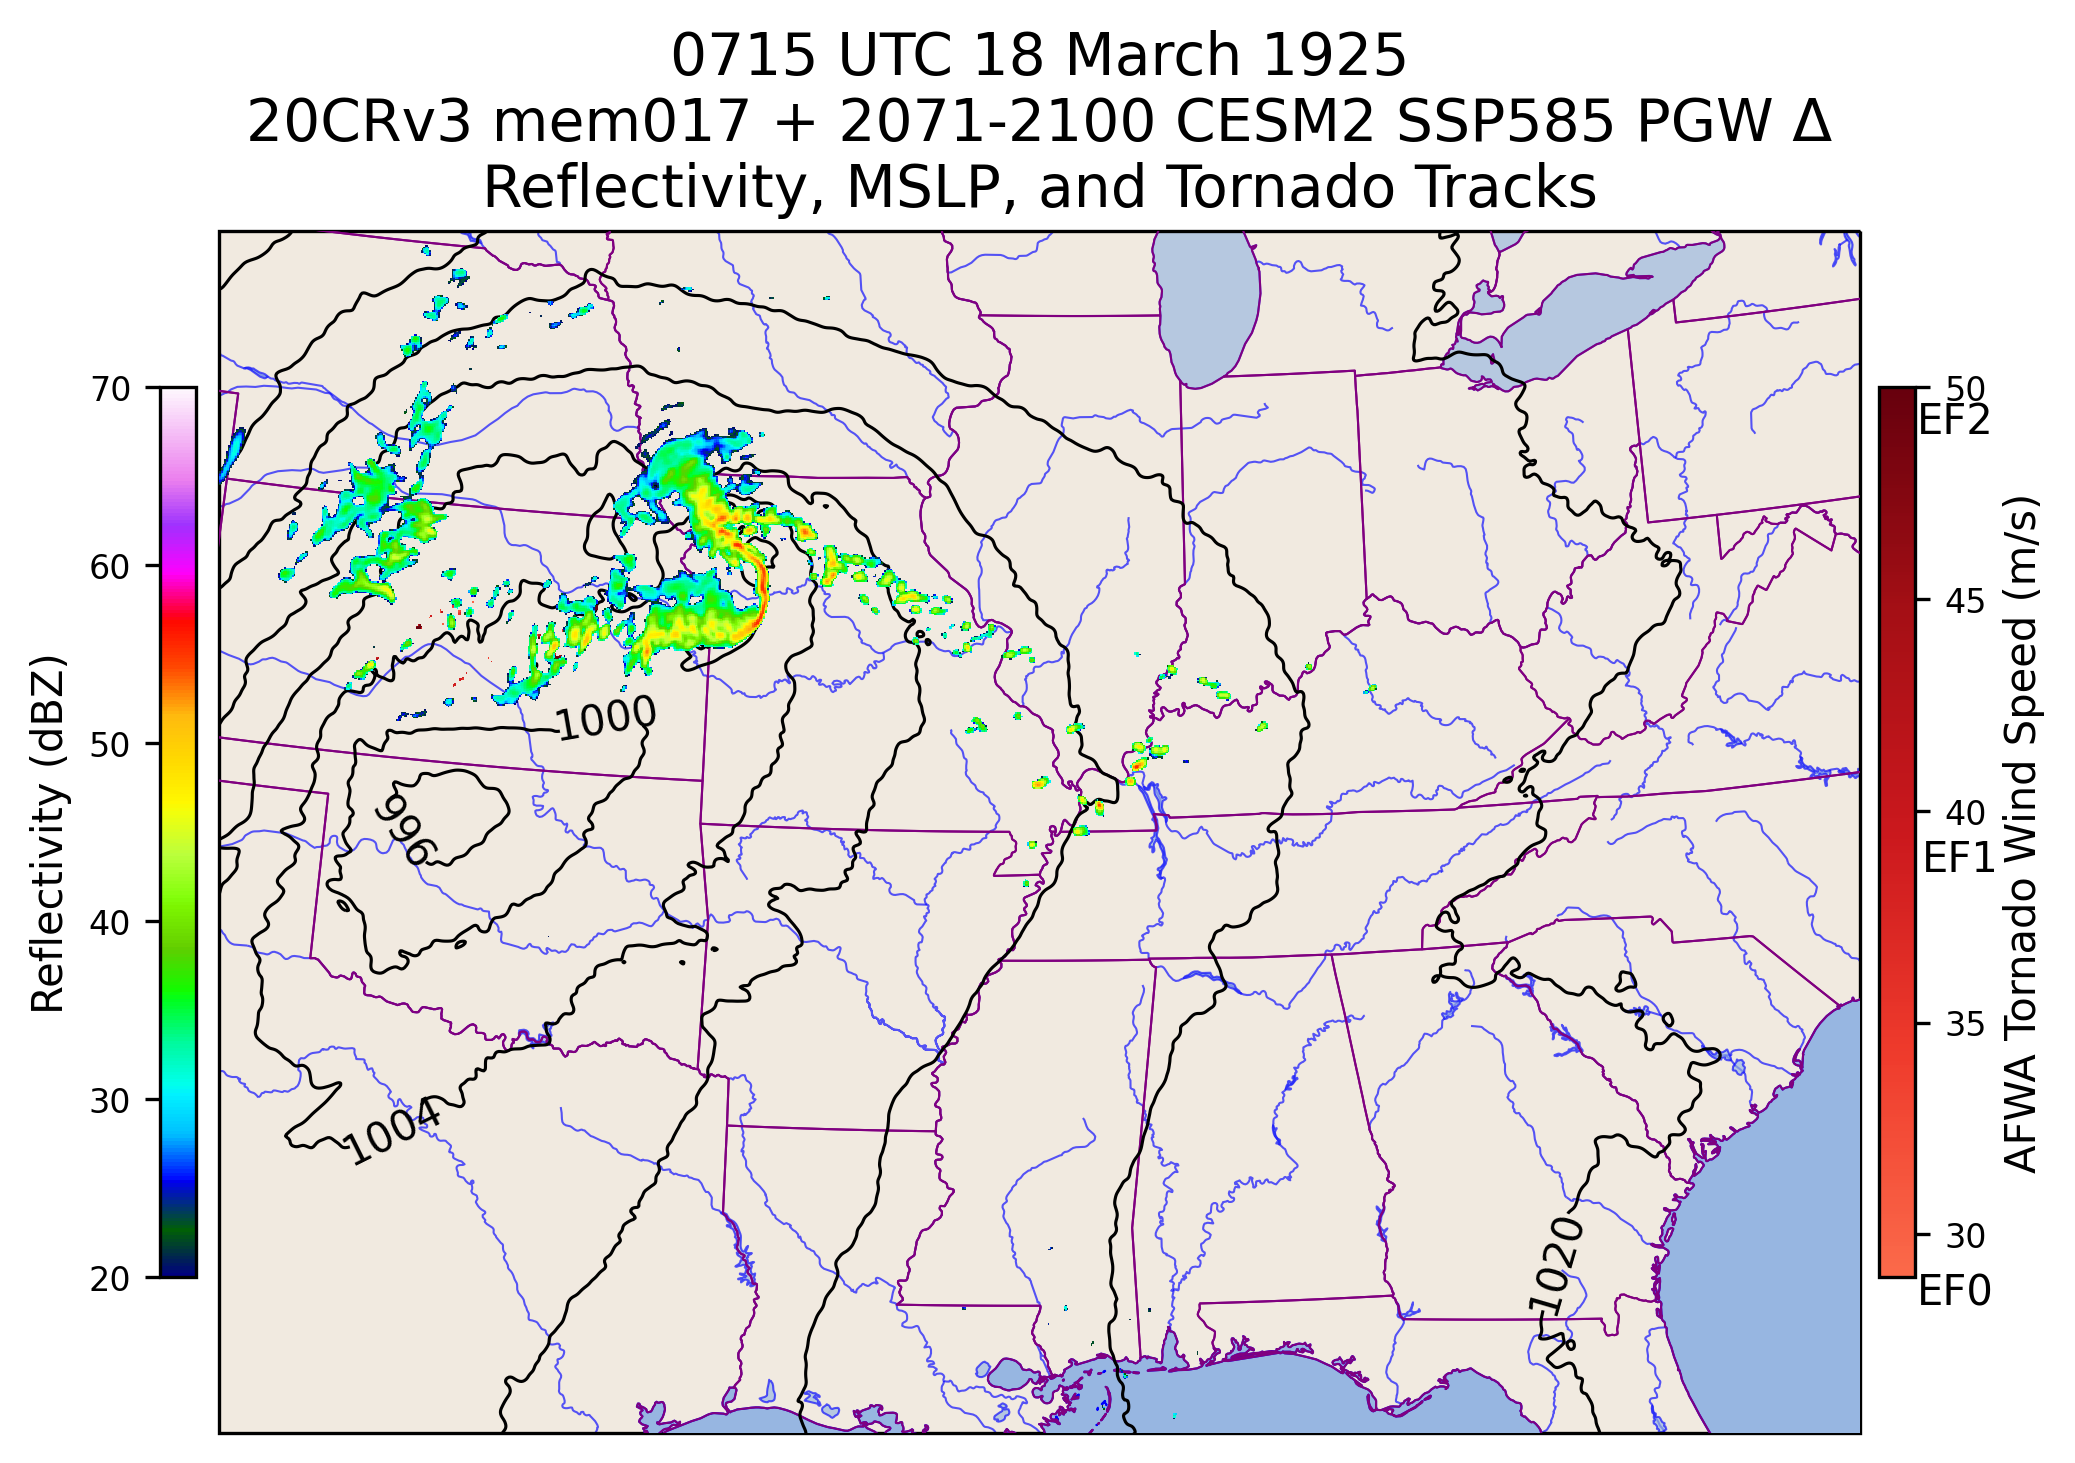 0715 UTC 18 March 1925
20CRv3 mem017 + 2071-2100 CESM2 SSP585 PGW Δ
Reflectivity, MSLP, and Tornado Tracks
70
60
50
40
30
20
Reflectivity (dBZ)
1000
996
1004
1020
50
EF2
45
40
EF1
35
30
EF0
AFWA Tornado Wind Speed (m/s)